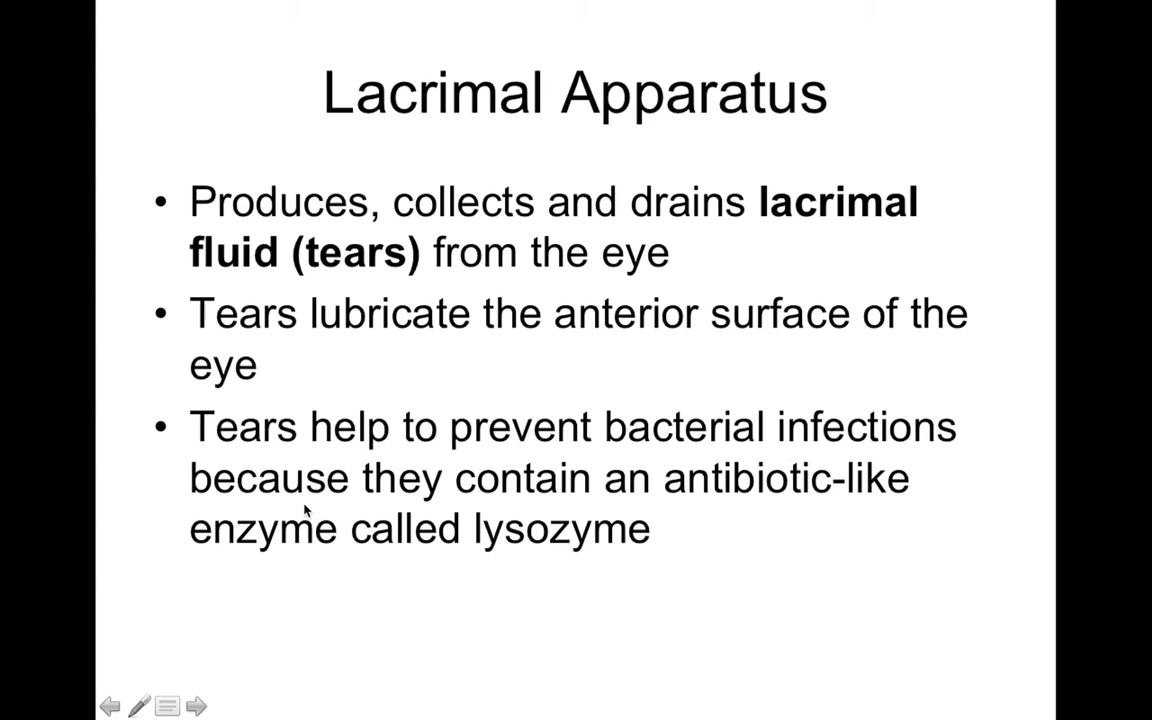 Lacrimal Apparatus
• Produces, collects and drains lacrimal
fluid (tears) from the eye
• Tears lubricate the anterior surface of the
eye
• Tears help to prevent bacterial infections
because they contain an antibiotic-like
enzyme called lysozyme